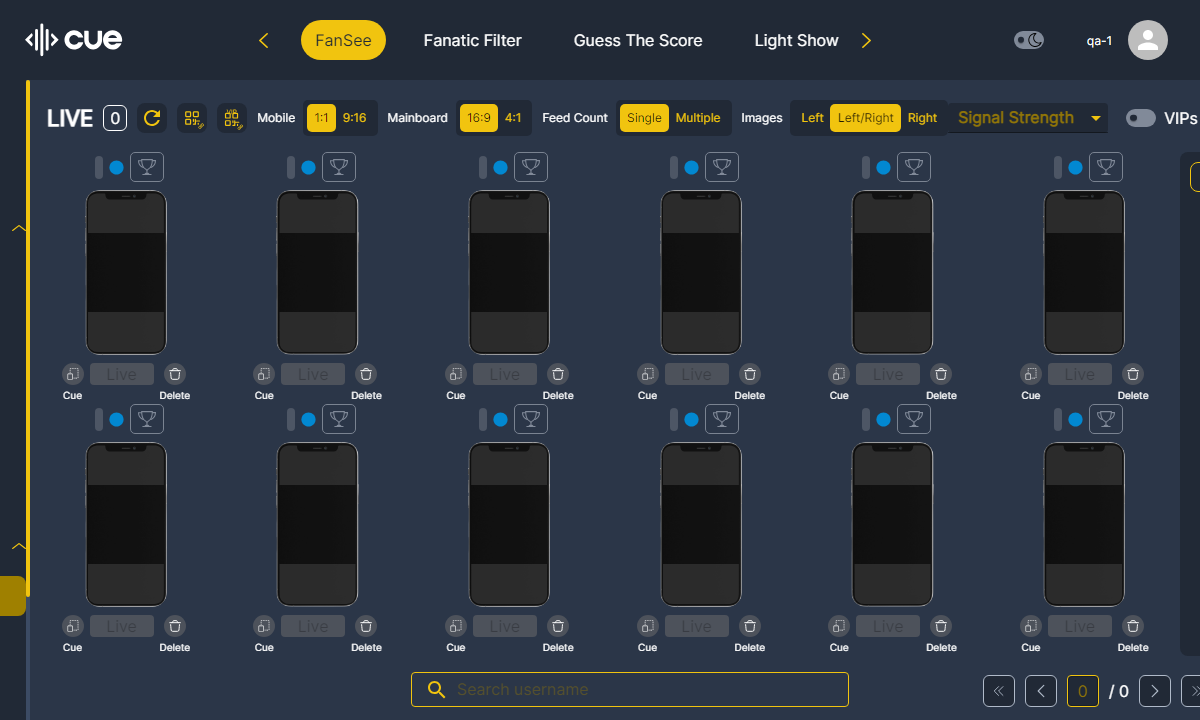 cue FanSee Fanatic Filter Guess The Score Light Show qa-1
LIVE 0 Mobile 1:1 9:16 Mainboard 16:9 4:1 Feed Count Single Multiple Images Left Left/Right Right Signal Strength VIPs
Live Live Live Live Live Live
Cue Delete Cue Delete Cue Delete Cue Delete Cue Delete Cue Delete
Live Live Live Live Live Live
Cue Delete Cue Delete Cue Delete Cue Delete Cue Delete Cue Delete
Search username 0 / 0